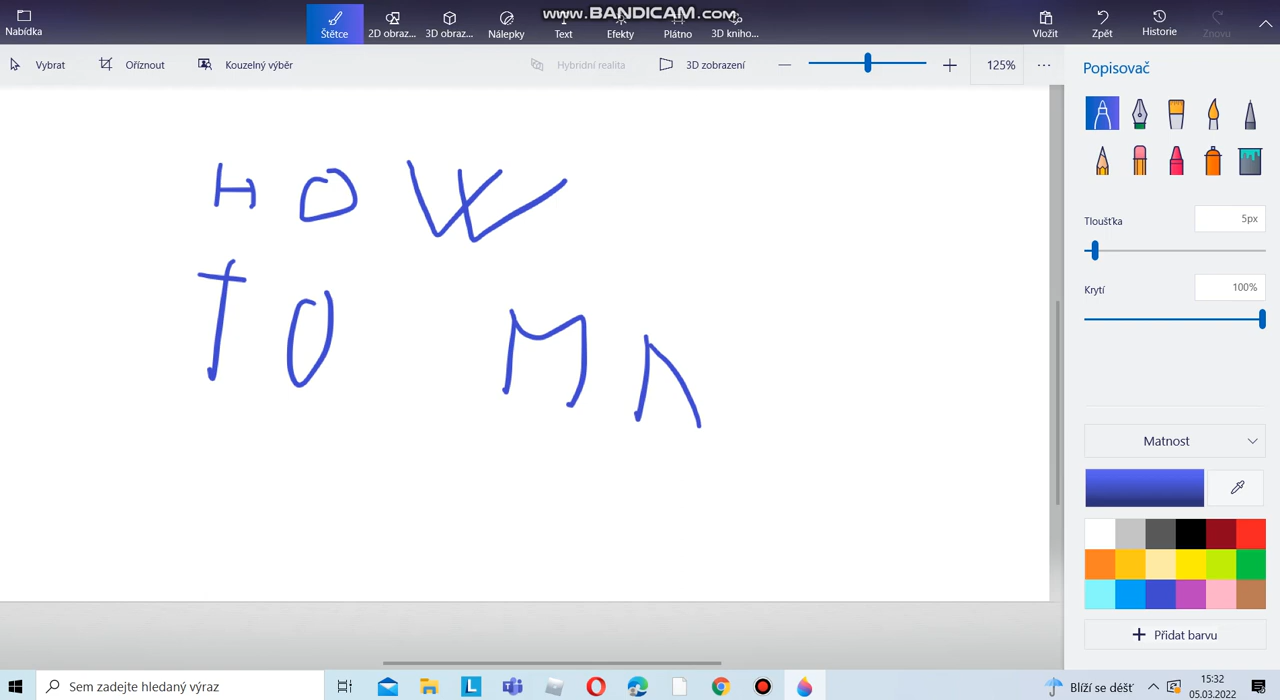 www.BANDICAM.com
Nabídka Štětce 2D obraz... 3D obraz... Nálepky Text Efekty Plátno 3D kniho... Vložit Zpět Historie Znovu
Vybrat Oříznout Kouzelný výběr Hybridní realita 3D zobrazení 125% ...
Popisovač
Tloušťka 5px
Krytí 100%
Matnost
Přidat barvu
HOW
TO M
Sem zadejte hledaný výraz
Blíží se déšť 15:32
05.03.2022